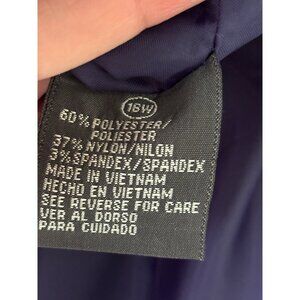 18W
60% POLYESTER/
POLIESTER
37% NYLON/NILON
3% SPANDEX/SPANDEX
MADE IN VIETNAM
HECHO EN VIETNAM
SEE REVERSE FOR CARE
VER AL DORSO
PARA CUIDADO